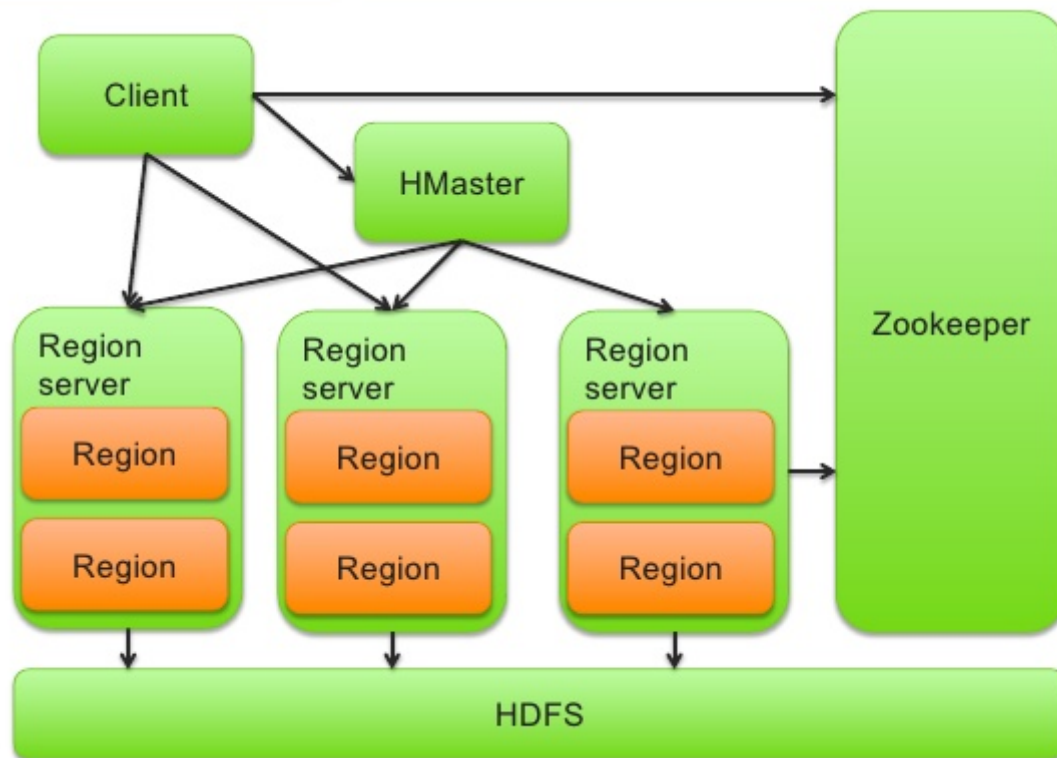 Client
HMaster
Zookeeper
Region
server
Region
Region
Region
server
Region
Region
Region
server
Region
Region
HDFS